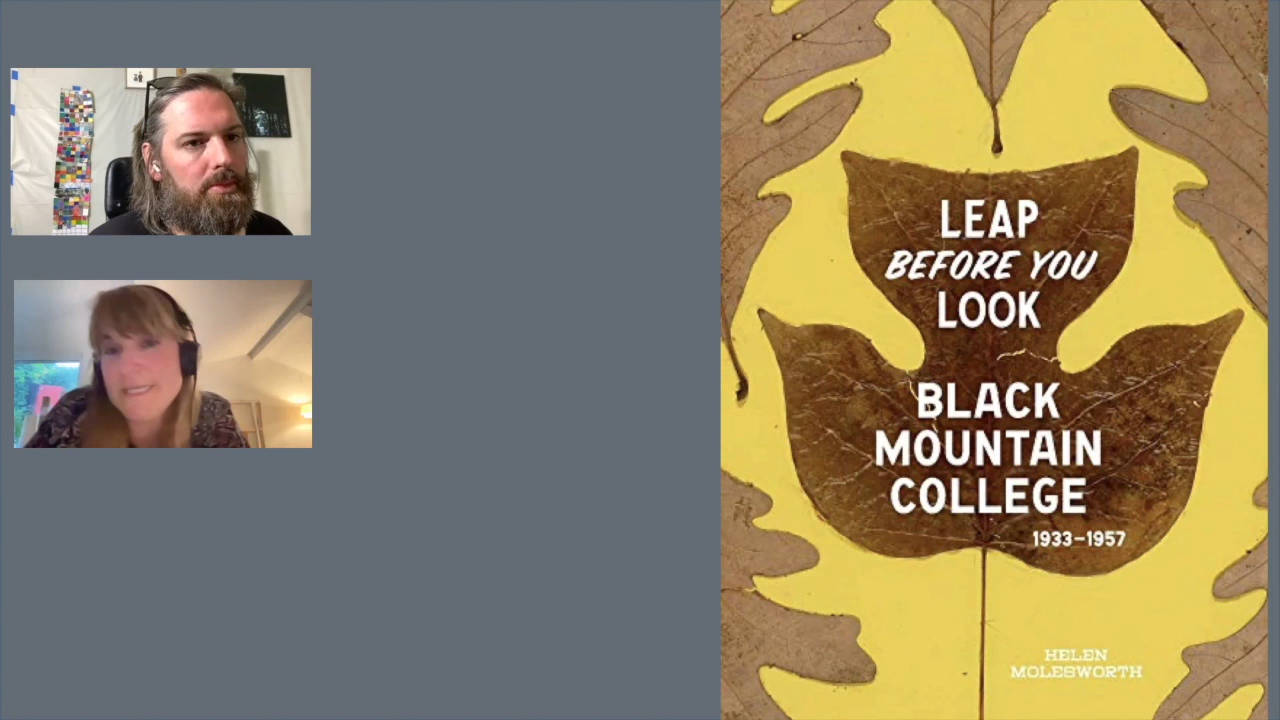 LEAP
BEFORE YOU
LOOK
BLACK
MOUNTAIN
COLLEGE
1933–1957
HELEN
MOLESWORTH